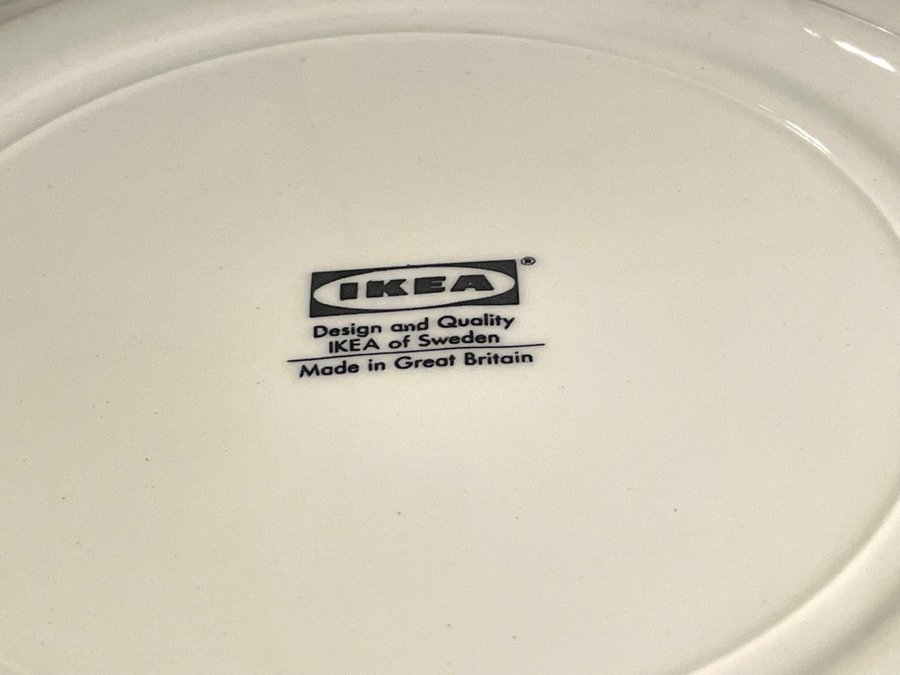 IKEA®
Design and Quality
IKEA of Sweden
Made in Great Britain